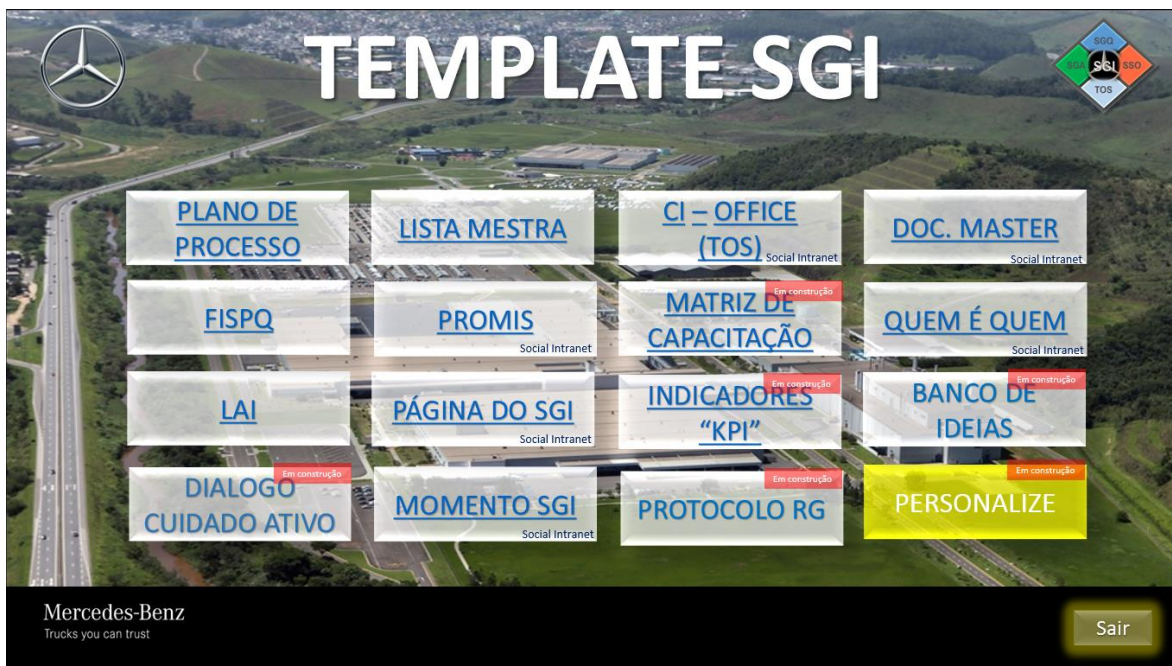 TEMPLATE SGI
SGQ
SGA SGI SSO
TOS
PLANO DE
PROCESSO
LISTA MESTRA
CI – OFFICE
(TOS)
Social Intranet
DOC. MASTER
Social Intranet
FISPQ
PROMIS
Social Intranet
Em construção
MATRIZ DE
CAPACITAÇÃO
QUEM É QUEM
Social Intranet
LAI
PÁGINA DO SGI
Social Intranet
Em construção
INDICADORES
“KPI”
Em construção
BANCO DE
IDEIAS
Em construção
DIALOGO
CUIDADO ATIVO
MOMENTO SGI
Social Intranet
Em construção
PROTOCOLO RG
Em construção
PERSONALIZE
Mercedes-Benz
Trucks you can trust
Sair